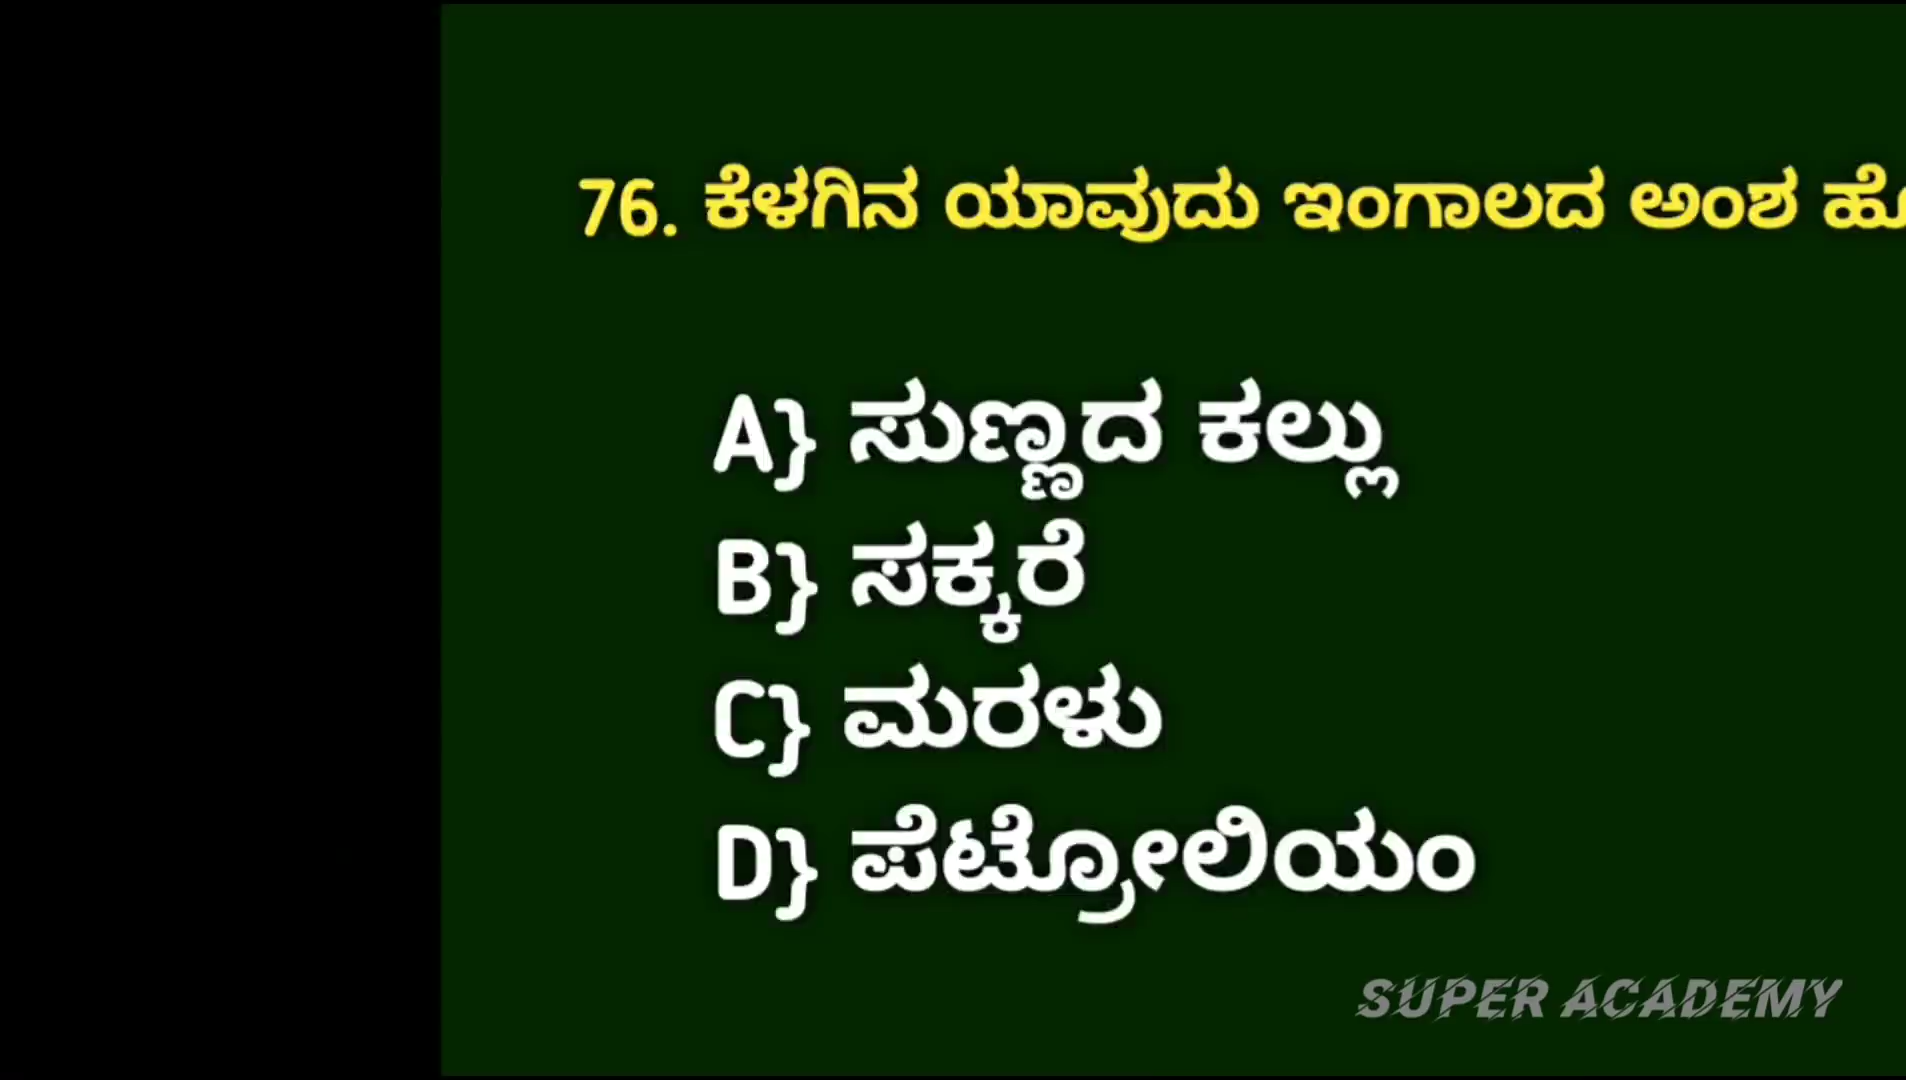 76. ಕೆಳಗಿನ ಯಾವುದು ಇಂಗಾಲದ ಅಂಶ
A} ಸುಣ್ಣದ ಕಲ್ಲು
B} ಸಕ್ಕರೆ
C} ಮರಳು
D} ಪೆಟ್ರೋಲಿಯಂ
SUPER ACADEMY